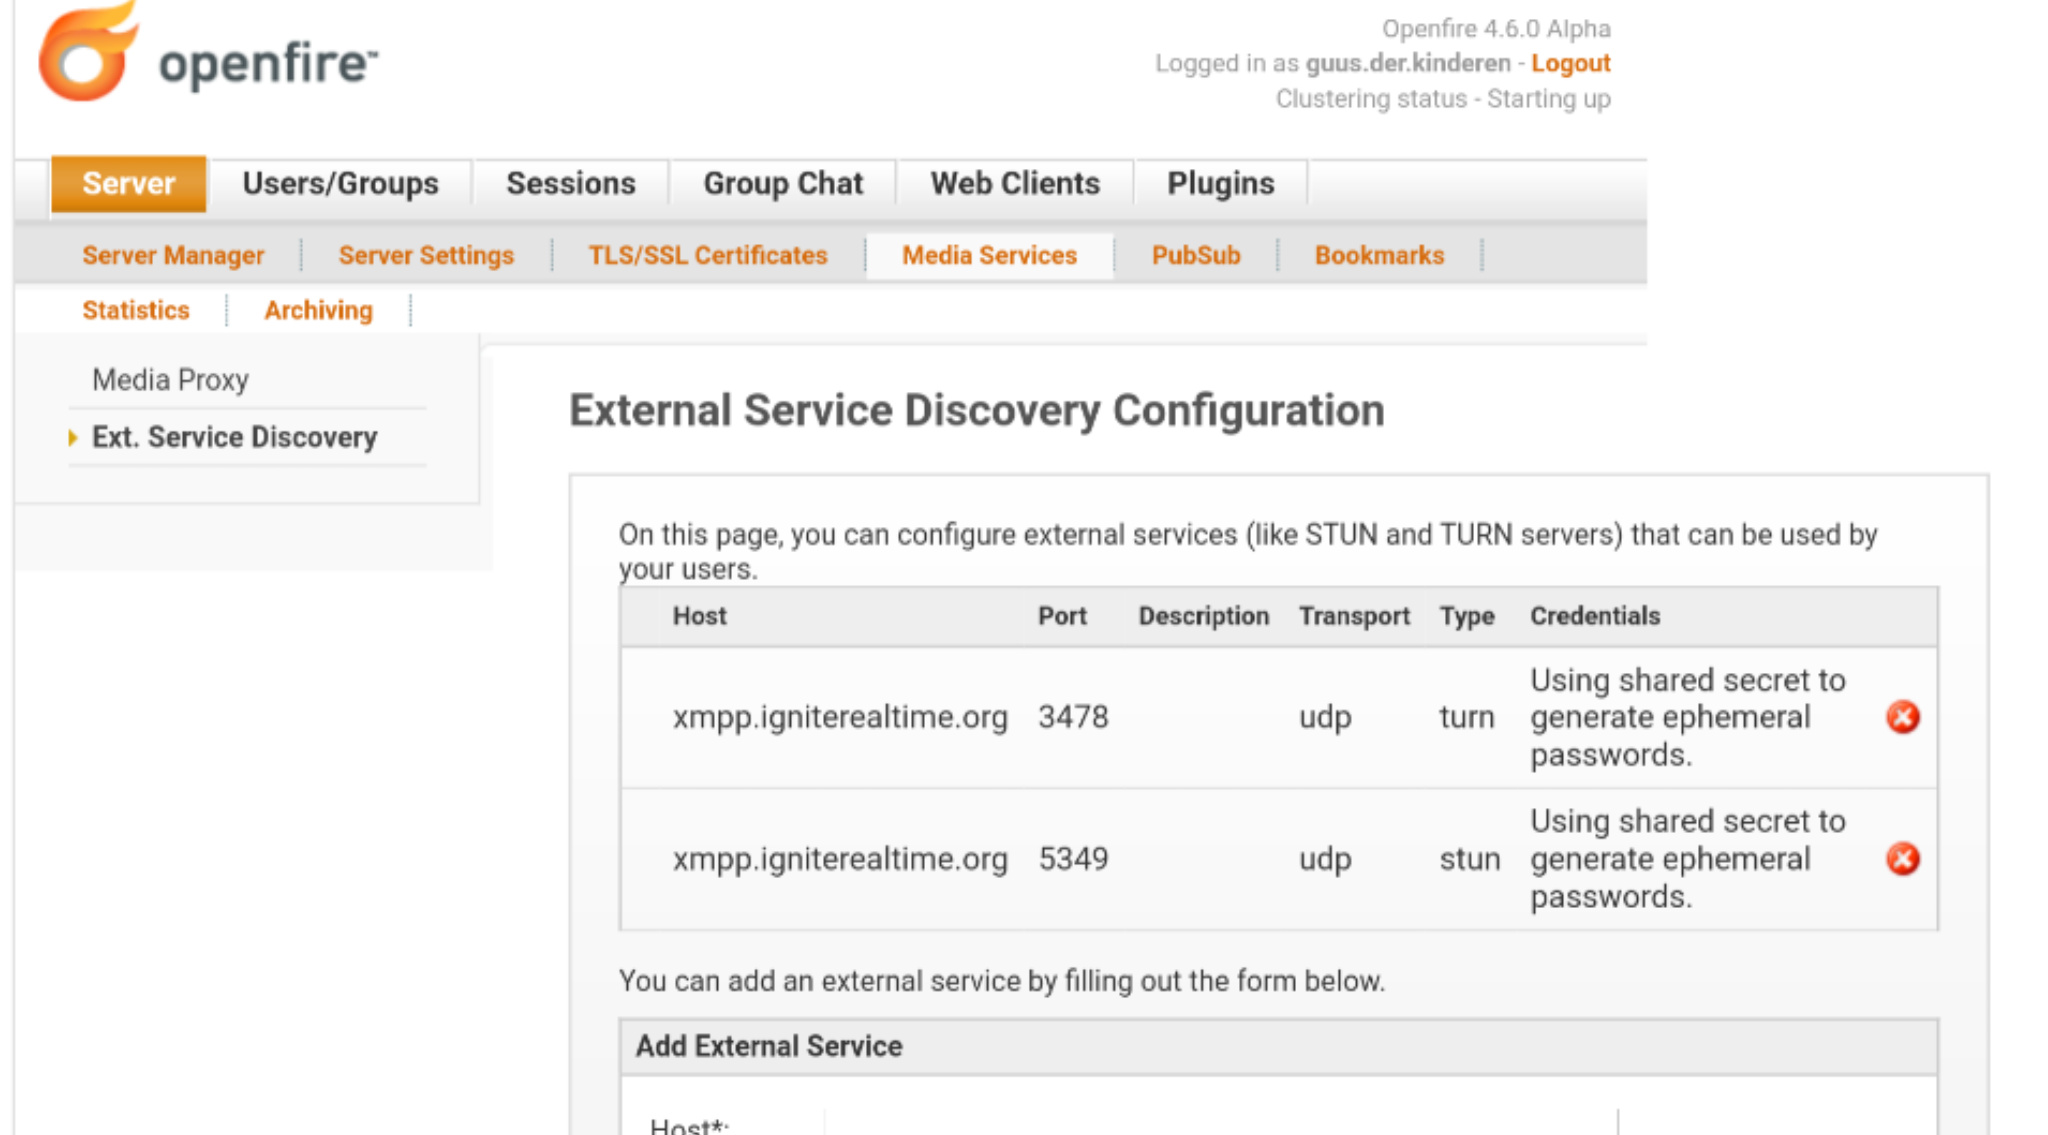 openfire™
Openfire 4.6.0 Alpha
Logged in as guus.der.kinderen - Logout
Clustering status - Starting up
Server Users/Groups Sessions Group Chat Web Clients Plugins
Server Manager Server Settings TLS/SSL Certificates Media Services PubSub Bookmarks
Statistics Archiving
Media Proxy
Ext. Service Discovery
External Service Discovery Configuration
On this page, you can configure external services (like STUN and TURN servers) that can be used by
your users.
Host Port Description Transport Type Credentials
xmpp.igniterealtime.org 3478 udp turn Using shared secret to
generate ephemeral
passwords.
xmpp.igniterealtime.org 5349 udp stun Using shared secret to
generate ephemeral
passwords.
You can add an external service by filling out the form below.
Add External Service
Host*: